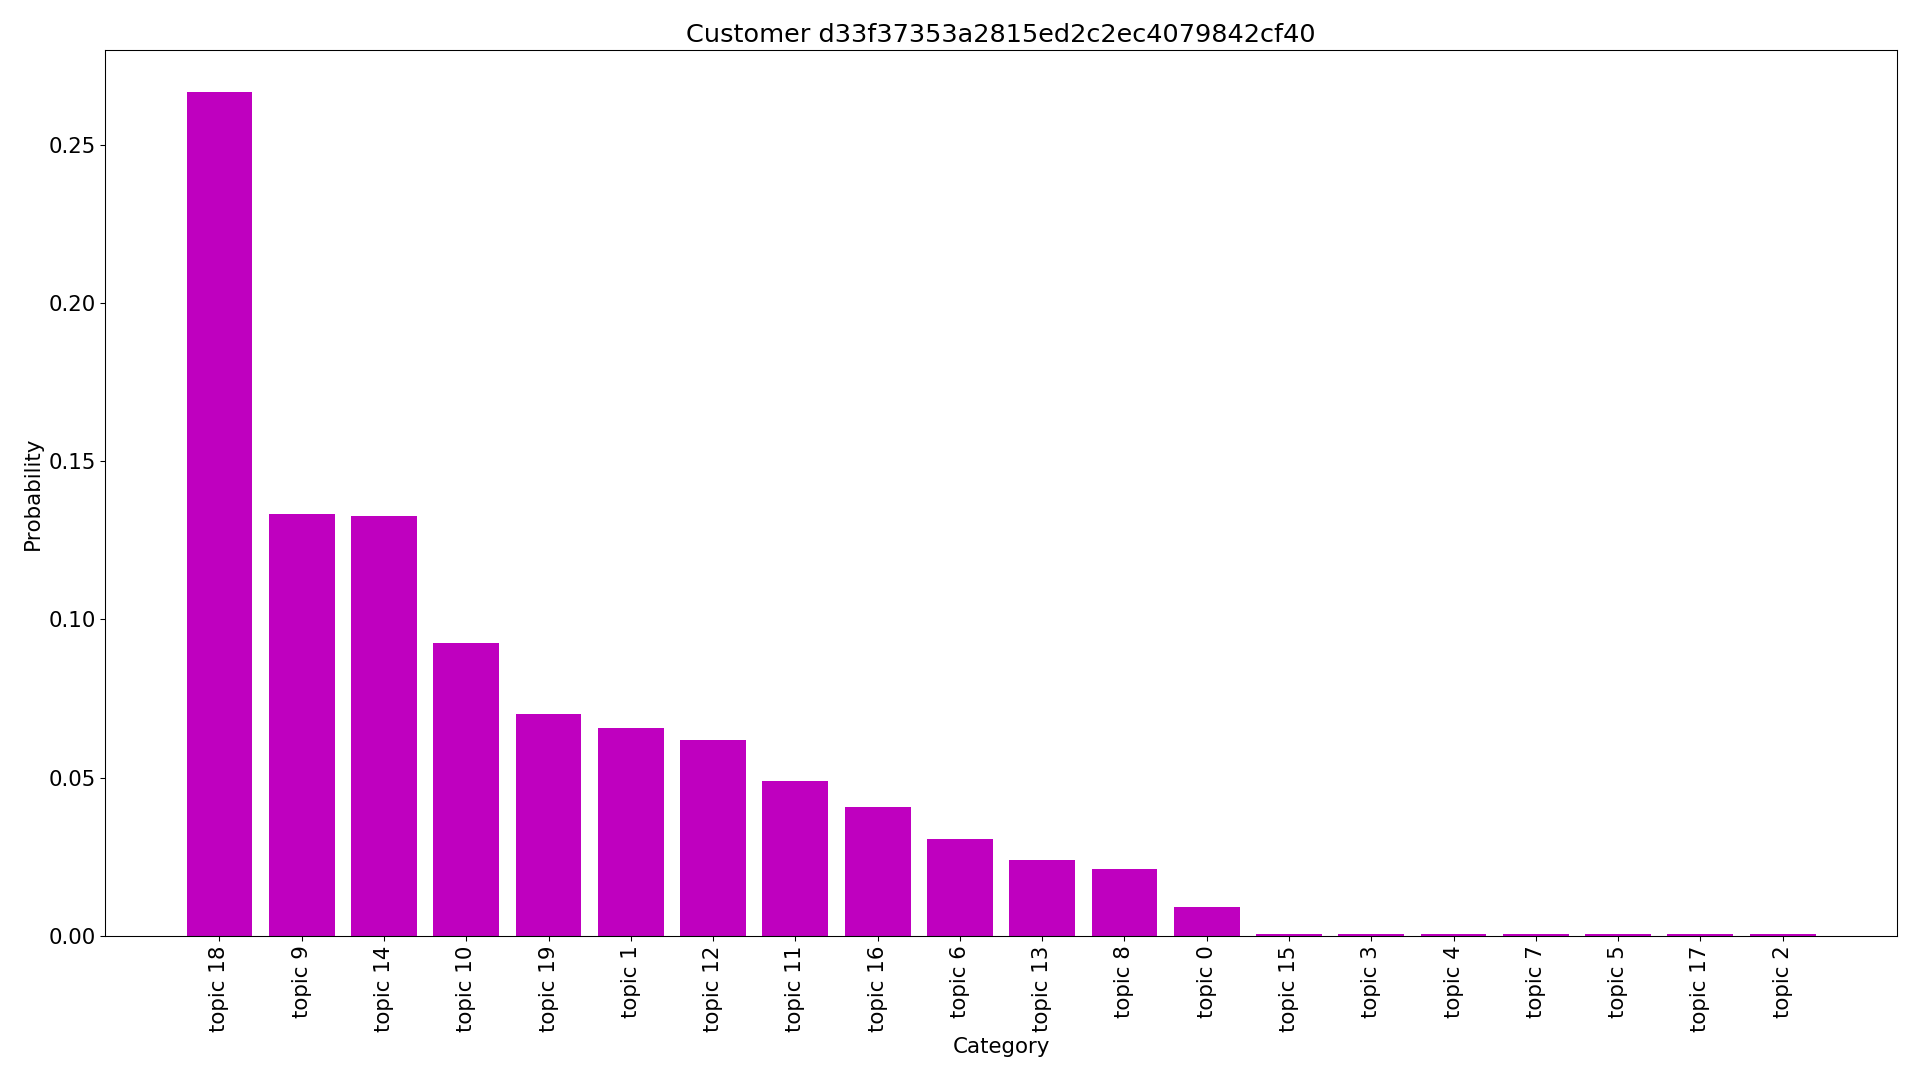 Customer d33f37353a2815ed2c2ec4079842cf40
Probability
0.25
0.20
0.15
0.10
0.05
0.00
topic 18
topic 9
topic 14
topic 10
topic 19
topic 1
topic 12
topic 11
topic 16
topic 6
topic 13
topic 8
topic 0
topic 15
topic 3
topic 4
topic 7
topic 5
topic 17
topic 2
Category